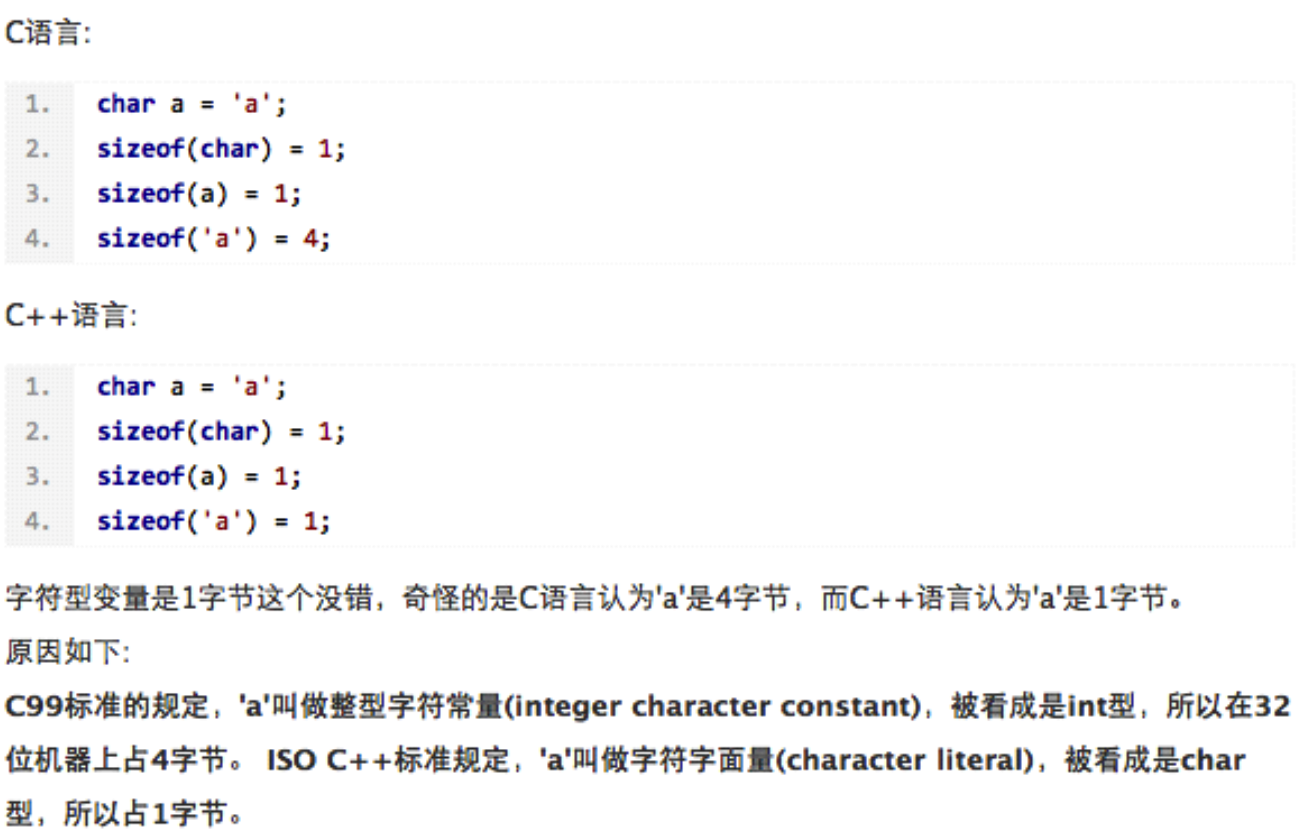 C语言:
1. char a = 'a';
2. sizeof(char) = 1;
3. sizeof(a) = 1;
4. sizeof('a') = 4;
C++语言:
1. char a = 'a';
2. sizeof(char) = 1;
3. sizeof(a) = 1;
4. sizeof('a') = 1;
字符型变量是1字节这个没错，奇怪的是C语言认为'a'是4字节，而C++语言认为'a'是1字节。
原因如下:
C99标准的规定，'a'叫做整型字符常量(integer character constant)，被看成是int型，所以在32
位机器上占4字节。 ISO C++标准规定，'a'叫做字符字面量(character literal)，被看成是char
型，所以占1字节。